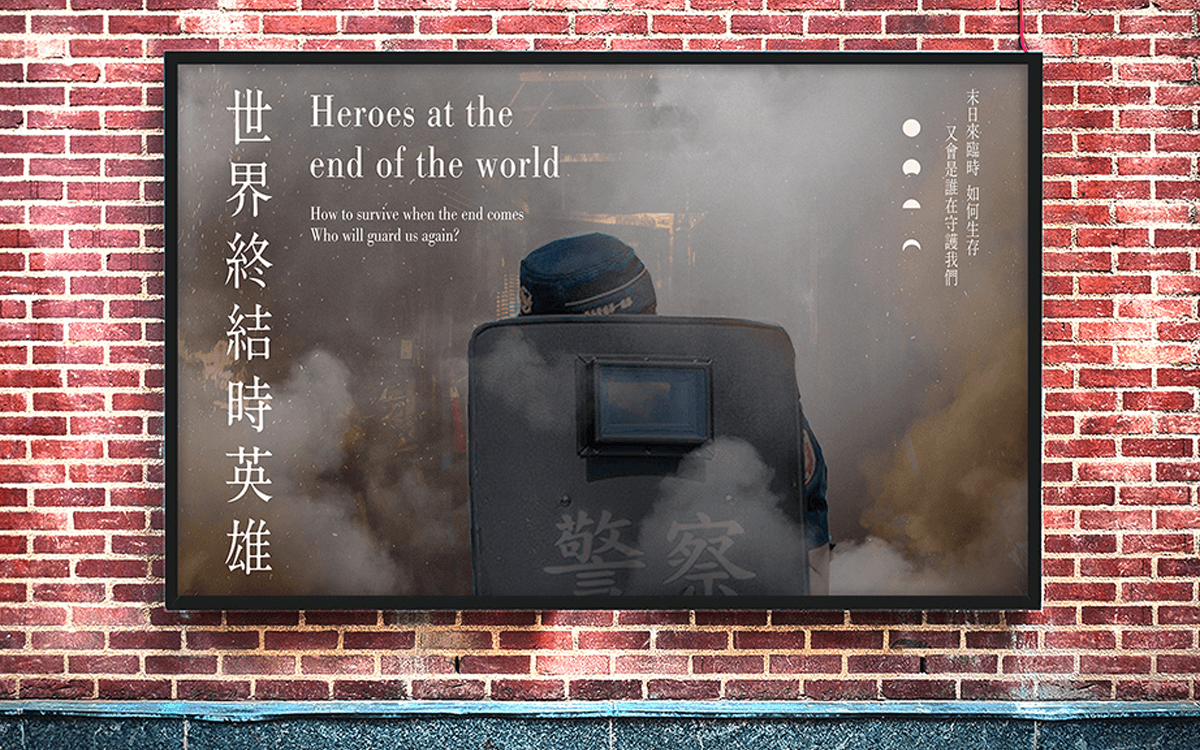 世界終結時英雄
Heroes at the
end of the world
How to survive when the end comes
Who will guard us again?
末日來臨時 如何生存
又會是誰在守護我們
警察